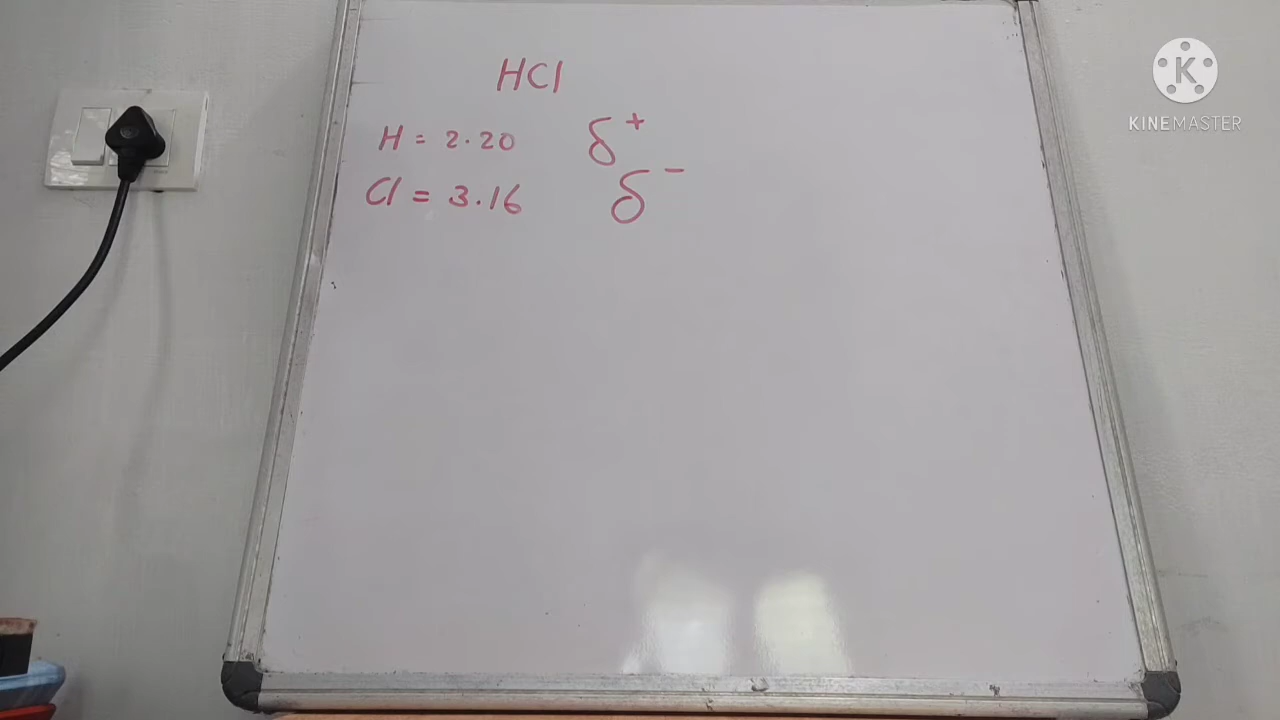 HCl
H = 2.20 δ⁺
Cl = 3.16 δ⁻
K
KINEMASTER